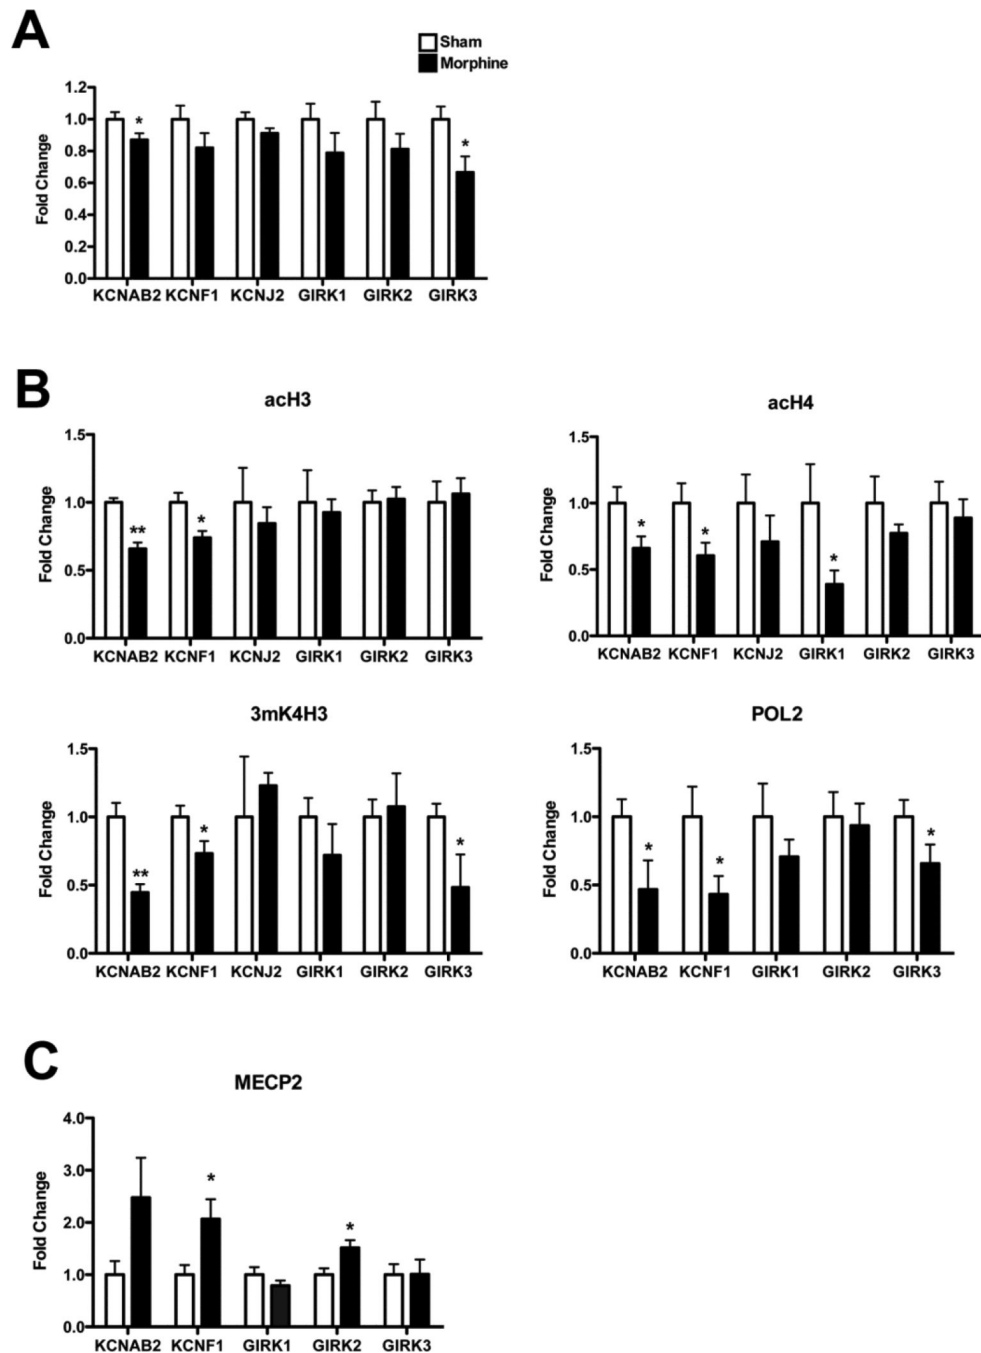 A
Sham
Morphine
Fold Change
1.2
1.0
0.8
0.6
0.4
0.2
0.0
*
*
KCNAB2 KCNF1 KCNJ2 GIRK1 GIRK2 GIRK3
B
acH3
Fold Change
1.5
1.0
0.5
0.0
**
*
KCNAB2 KCNF1 KCNJ2 GIRK1 GIRK2 GIRK3
acH4
Fold Change
1.5
1.0
0.5
0.0
*
*
*
KCNAB2 KCNF1 KCNJ2 GIRK1 GIRK2 GIRK3
3mK4H3
Fold Change
1.5
1.0
0.5
0.0
**
*
*
KCNAB2 KCNF1 KCNJ2 GIRK1 GIRK2 GIRK3
POL2
Fold Change
1.5
1.0
0.5
0.0
*
*
*
KCNAB2 KCNF1 GIRK1 GIRK2 GIRK3
C
MECP2
Fold Change
4.0
3.0
2.0
1.0
0.0
*
*
KCNAB2 KCNF1 GIRK1 GIRK2 GIRK3